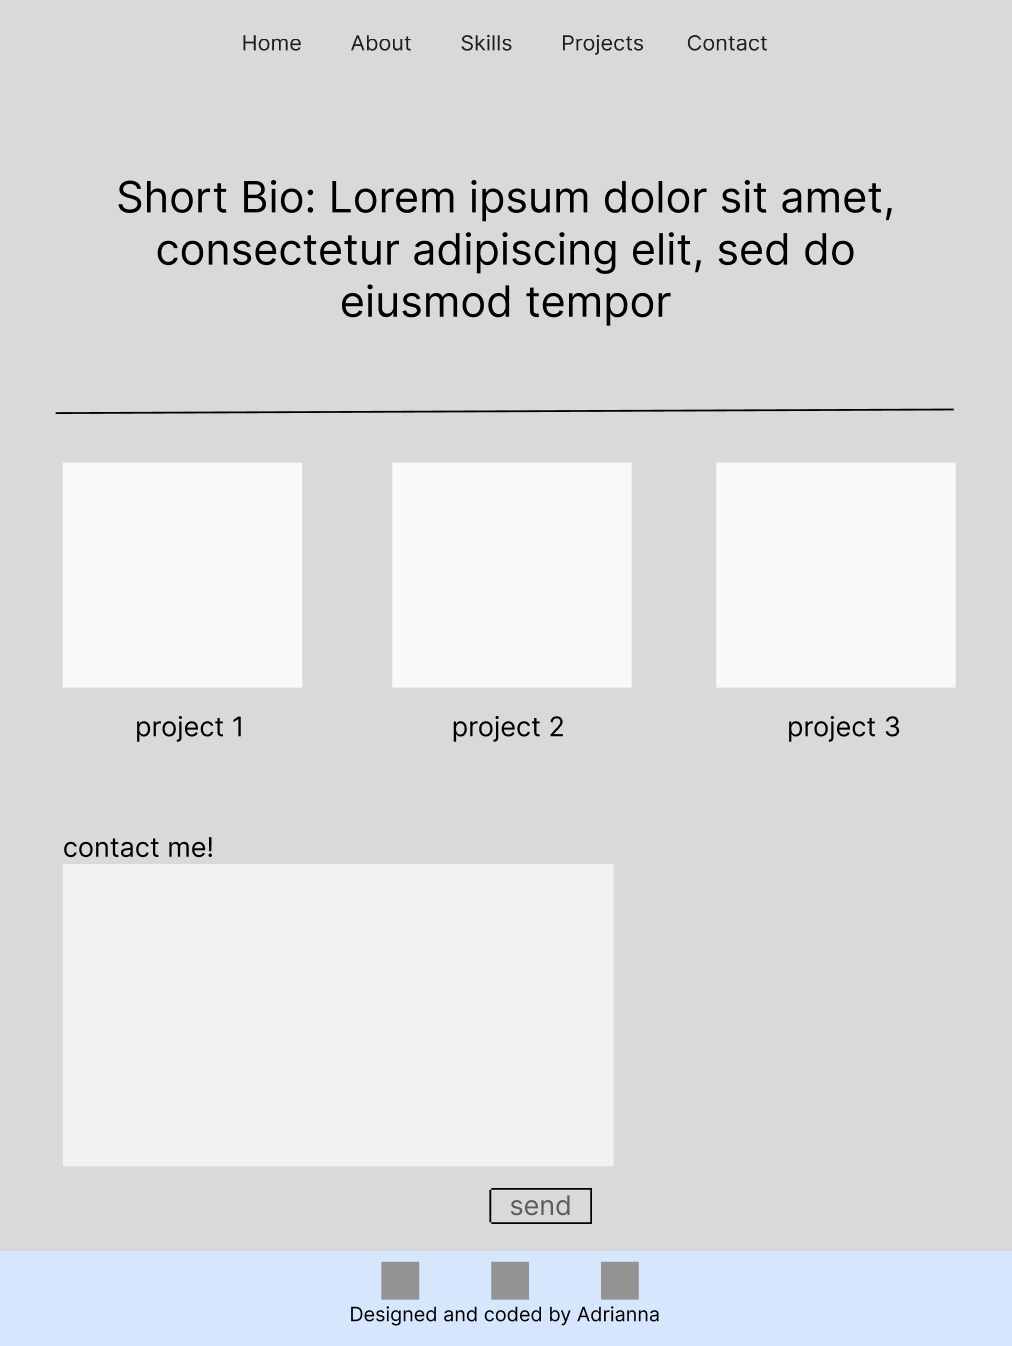 Home About Skills Projects Contact
Short Bio: Lorem ipsum dolor sit amet,
consectetur adipiscing elit, sed do
eiusmod tempor
project 1 project 2 project 3
contact me!
send
Designed and coded by Adrianna